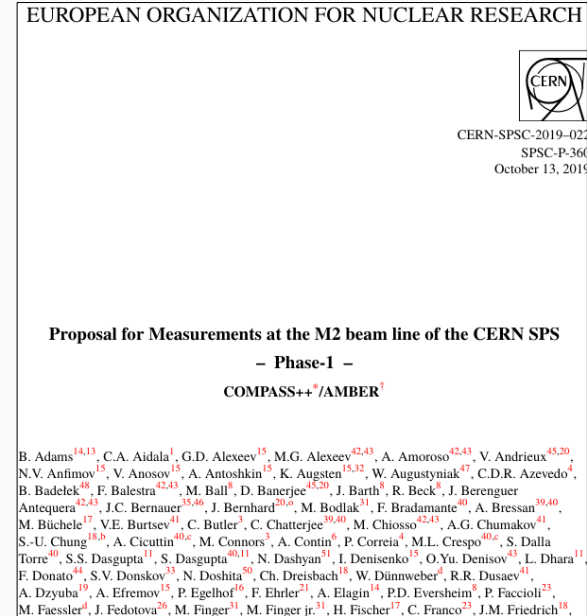 EUROPEAN ORGANIZATION FOR NUCLEAR RESEARCH
CERN
CERN-SPSC-2019–022
SPSC-P-360
October 13, 2019
Proposal for Measurements at the M2 beam line of the CERN SPS
– Phase-1 –
COMPASS++*/AMBER†
B. Adams14,13, C.A. Aidala1, G.D. Alexeev15, M.G. Alexeev42,43, A. Amoroso42,43, V. Andrieux45,20,
N.V. Anfimov15, V. Anosov15, A. Antoshkin15, K. Augsten15,32, W. Augustyniak47, C.D.R. Azevedo4,
B. Badełek48, F. Balestra42,43, M. Ball8, D. Banerjee45,20, J. Barth8, R. Beck8, J. Berenguer
Antequera42,43, J.C. Bernauer35,46, J. Bernhard20,o, M. Bodlak31, F. Bradamante40, A. Bressan39,40,
M. Büchele17, V.E. Burtsev41, C. Butler3, C. Chatterjee39,40, M. Chiosso42,43, A.G. Chumakov41,
S.-U. Chung18,b, A. Cicuttin40,c, M. Connors3, A. Contin6, P. Correia4, M.L. Crespo40,c, S. Dalla
Torre40, S.S. Dasgupta11, S. Dasgupta40,11, N. Dashyan51, I. Denisenko15, O.Yu. Denisov43, L. Dhara11,
F. Donato44, S.V. Donskov33, N. Doshita50, Ch. Dreisbach18, W. Dünnweberd, R.R. Dusaev41,
A. Dzyuba19, A. Efremov15, P. Egelhof16, F. Ehrler21, A. Elagin14, P.D. Eversheim8, P. Faccioli23,
M. Faesslerd, J. Fedotova26, M. Finger31, M. Finger jr.31, H. Fischer17, C. Franco23, J.M. Friedrich18,